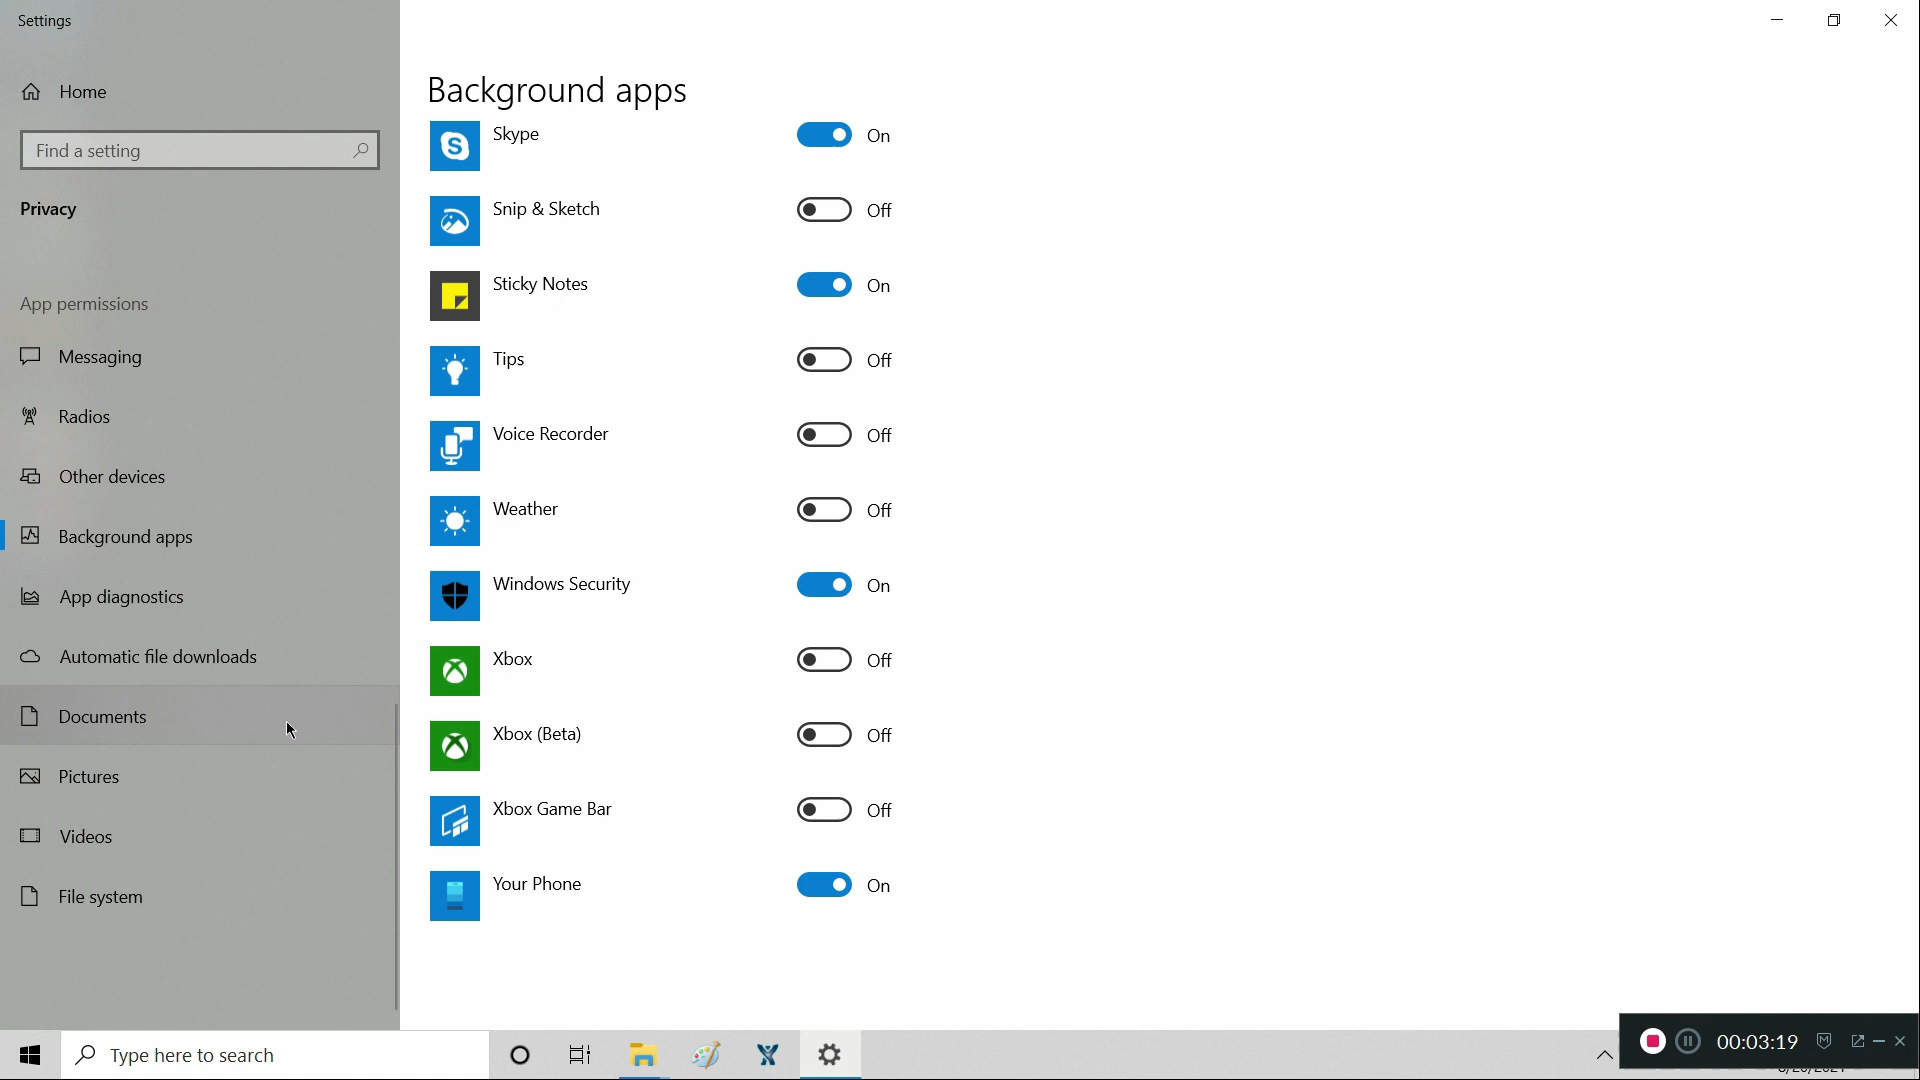 Settings
Home
Find a setting
Privacy
App permissions
Messaging
Radios
Other devices
Background apps
App diagnostics
Automatic file downloads
Documents
Pictures
Videos
File system
Background apps
Skype On
Snip & Sketch Off
Sticky Notes On
Tips Off
Voice Recorder Off
Weather Off
Windows Security On
Xbox Off
Xbox (Beta) Off
Xbox Game Bar Off
Your Phone On
Type here to search
00:03:19